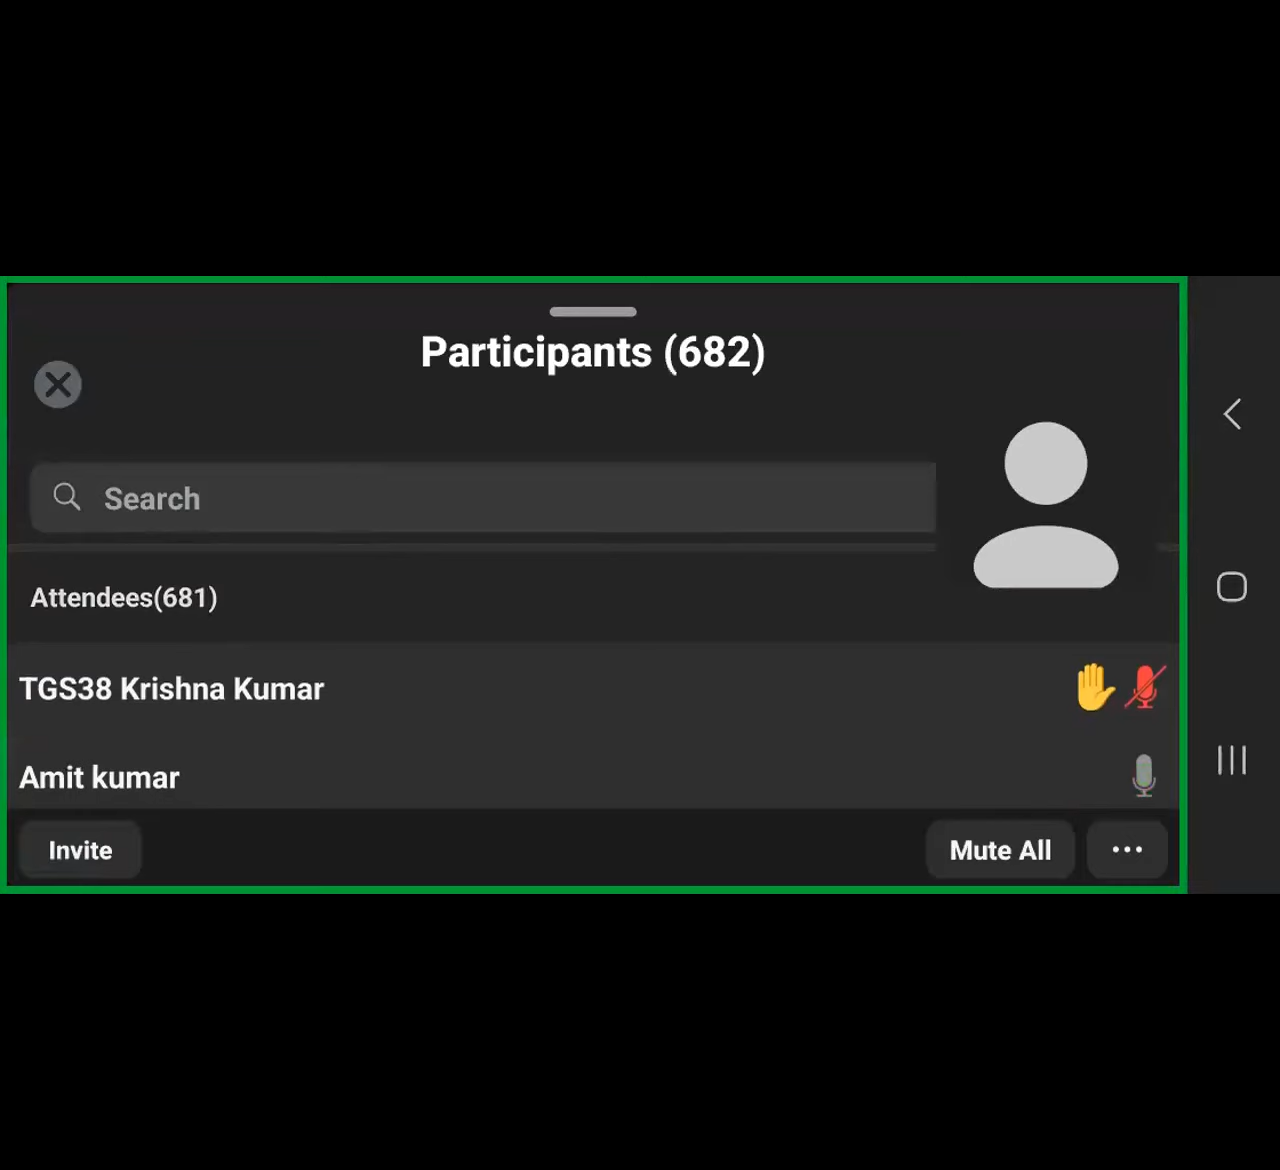 Participants (682)
Search
Attendees(681)
TGS38 Krishna Kumar
Amit kumar
Invite
Mute All